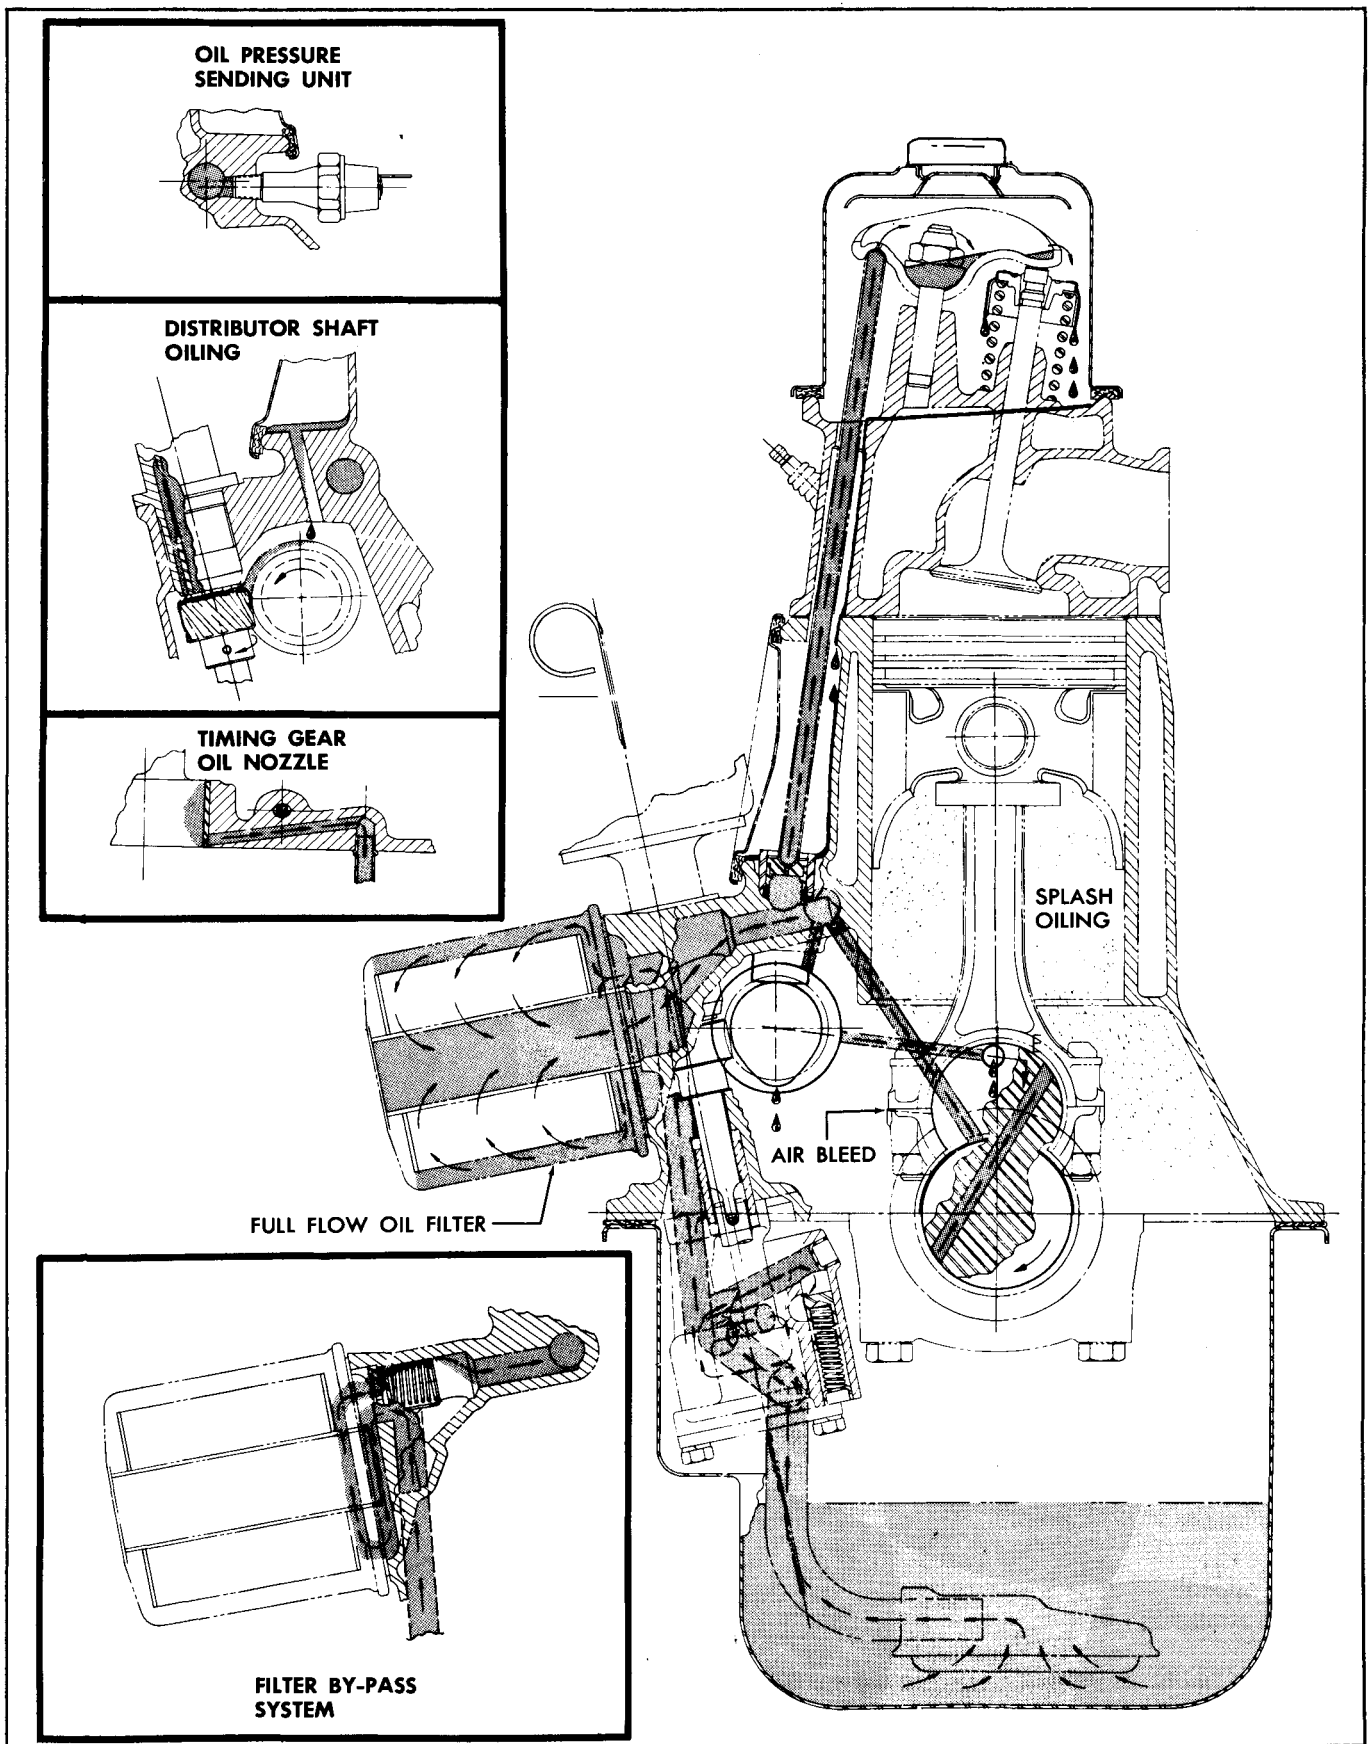 OIL PRESSURE
SENDING UNIT
DISTRIBUTOR SHAFT
OILING
TIMING GEAR
OIL NOZZLE
SPLASH
OILING
AIR BLEED
FULL FLOW OIL FILTER
FILTER BY-PASS
SYSTEM